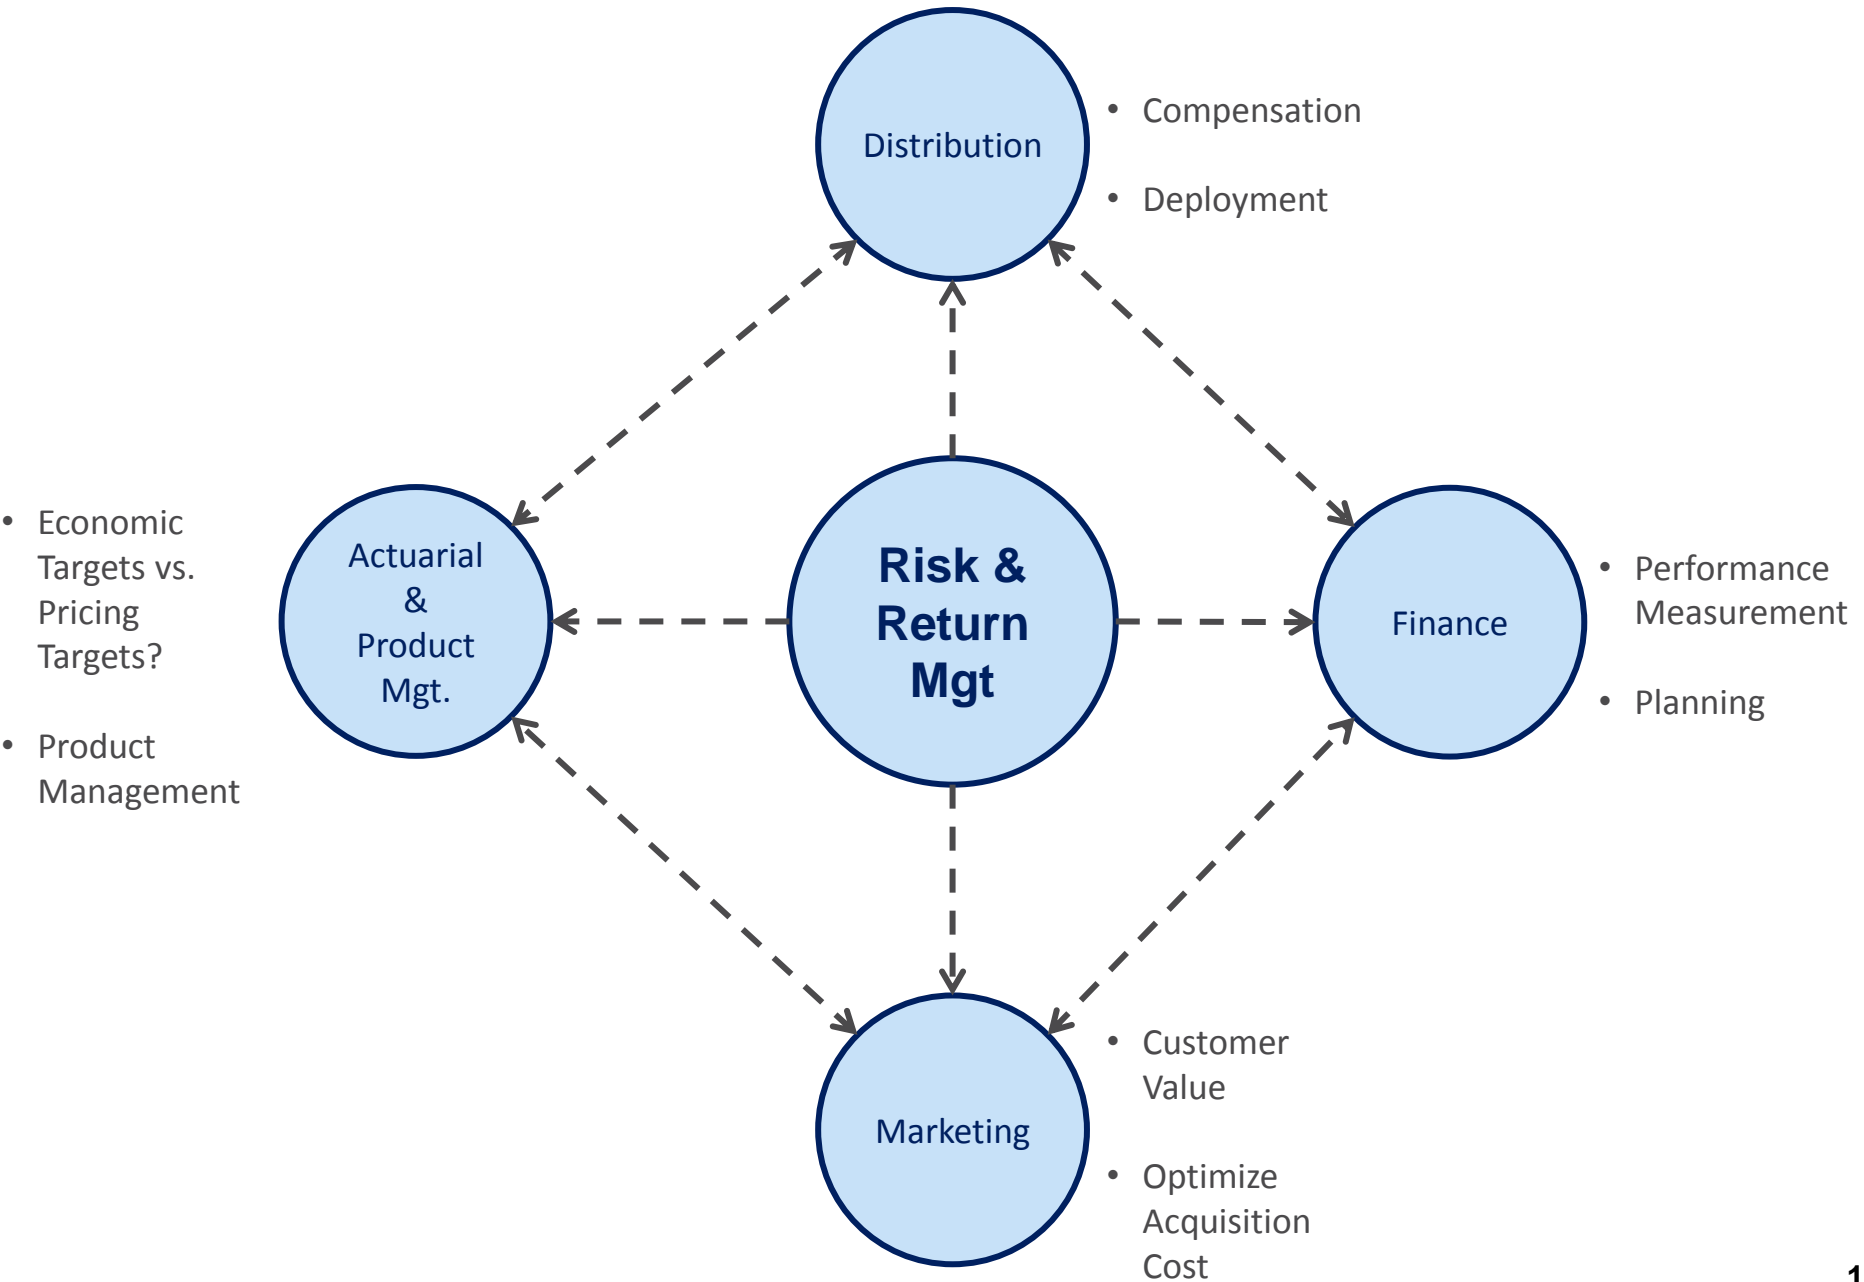 Distribution
• Compensation
• Deployment
• Economic
Targets vs.
Pricing
Targets?
• Product
Management
Actuarial
&
Product
Mgt.
Risk &
Return
Mgt
Finance
• Performance
Measurement
• Planning
Marketing
• Customer
Value
• Optimize
Acquisition
Cost